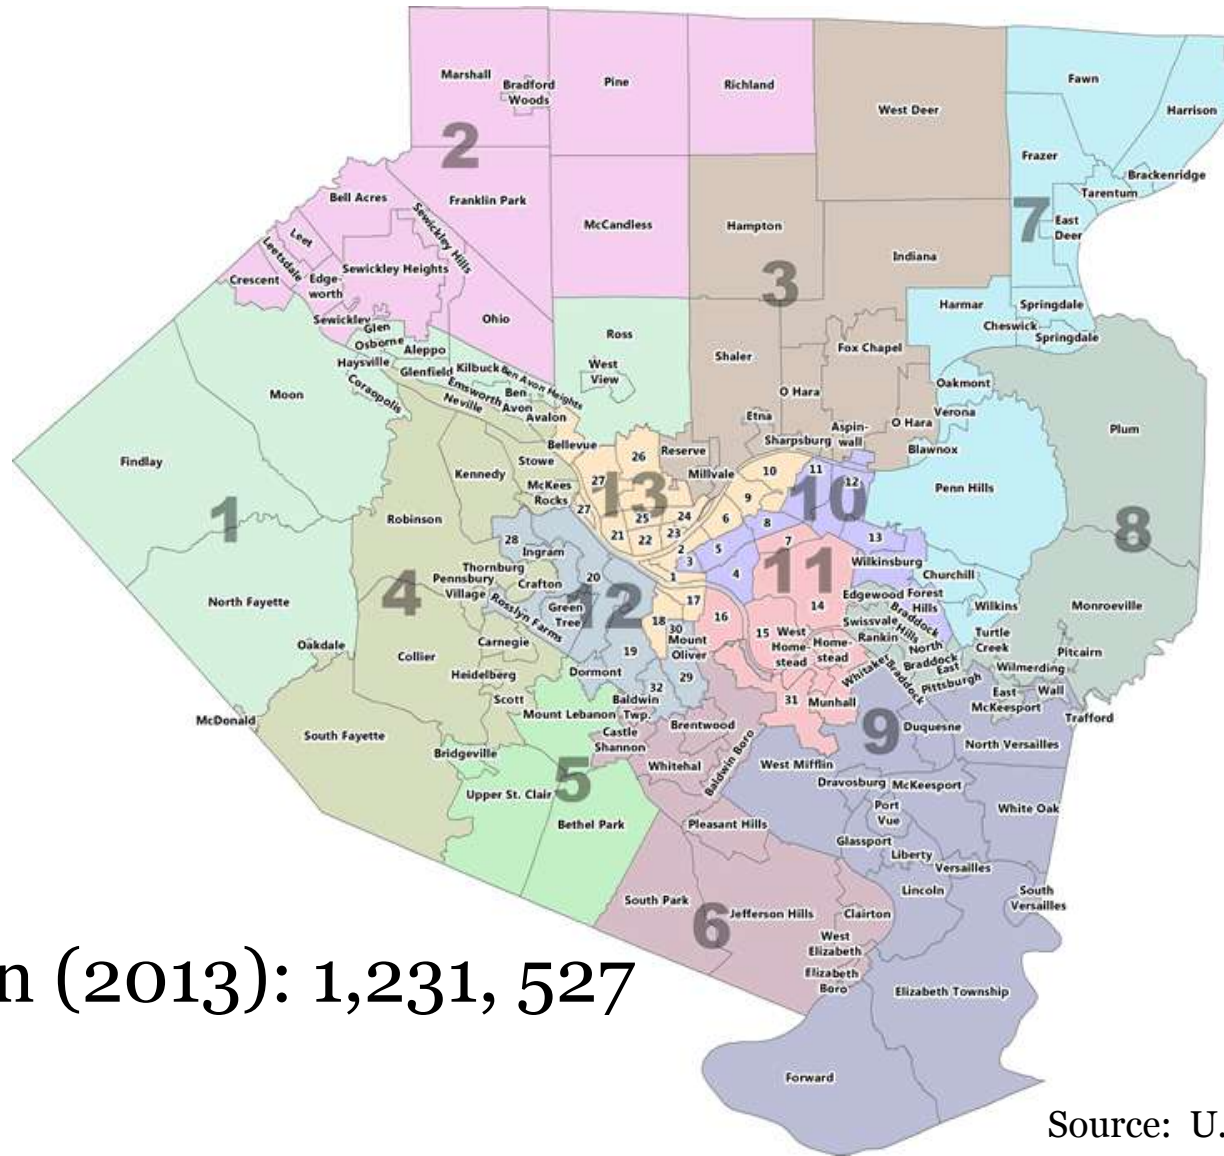 Marshall
Bradford
Woods
Pine
Richland
West Deer
Fawn
Harrison
2
Frazer
Brackenridge
Tarentum
Bell Acres
Franklin Park
Sewickley Hills
McCandless
Hampton
7
East
Deer
Leet
Leetsdale
Sewickley Heights
Indiana
Crescent
Edge-
worth
3
Harmar
Springdale
Sewickley
Ohio
Glen
Osborne
Aleppo
Ross
Cheswick
Springdale
Haysville
Glenfield
Kilbuck
Ben Avon Heights
West
View
Shaler
Fox Chapel
Moon
Coraopolis
Emsworth
Ben
Avon
Neville
Avalon
O Hara
Oakmont
Etna
Verona
O Hara
Plum
Bellevue
Sharpsburg
Aspin-
wall
Blawnox
Findlay
Stowe
26
Reserve
Millvale
Kennedy
McKees
Rocks
27
13
10
11
12
10
Penn Hills
27
9
1
Robinson
25
24
6
8
8
28
Ingram
21
22
23
2
5
7
13
3
Thornburg
Pennsbury
Village
Crafton
20
1
4
11
Wilkinsburg
Churchill
4
Rosslyn Farms
Green
Tree
12
17
14
Edgewood
Forest
Hills
Wilkins
Monroeville
North Fayette
18
16
Swissvale
Braddock
Hills
Rankin
Oakdale
Carnegie
30
Mount
Oliver
15
West
Home-
stead
Home-
stead
North
Braddock
Turtle
Creek
Pitcairn
Collier
19
Whitaker
Braddock
East
Pittsburgh
Wilmerding
Heidelberg
Dormont
29
32
East
McKeesport
Wall
Scott
Baldwin
Twp.
31
Munhall
Trafford
McDonald
Mount Lebanon
Brentwood
9
Duquesne
South Fayette
Castle
Shannon
North Versailles
Bridgeville
Whitehal
Baldwin Boro
West Mifflin
5
Dravosburg
McKeesport
Upper St. Clair
Port
Vue
White Oak
Bethel Park
Pleasant Hills
Glassport
Liberty
Versailles
Lincoln
South
Versailles
South Park
6
Jefferson Hills
Clairton
West
Elizabeth
Elizabeth
Boro
Elizabeth Township
n (2013): 1,231, 527
Forward
Source: U.